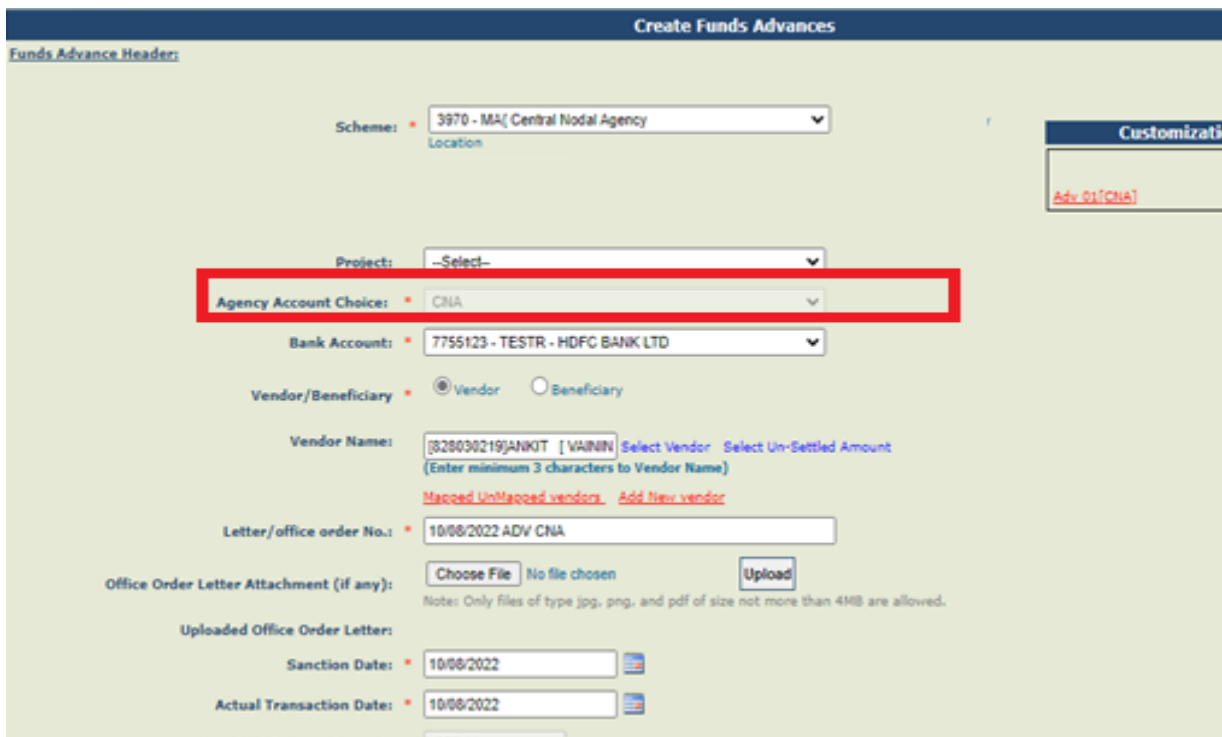 Create Funds Advances
Funds Advance Header:
Scheme: * 3970 - MA( Central Nodal Agency
Location
Customizati
Adv 01[CNA]
Project: --Select--
Agency Account Choice: * CNA
Bank Account: * 7755123 - TESTR - HDFC BANK LTD
Vendor/Beneficiary * Vendor Beneficiary
Vendor Name: [828030219]ANKIT [ VAININ Select Vendor Select Un-Settled Amount
(Enter minimum 3 characters to Vendor Name)
Mapped UnMapped vendors Add New vendor
Letter/office order No.: * 10/08/2022 ADV CNA
Office Order Letter Attachment (if any): Choose File No file chosen Upload
Note: Only files of type jpg, png, and pdf of size not more than 4MB are allowed.
Uploaded Office Order Letter:
Sanction Date: * 10/08/2022
Actual Transaction Date: * 10/08/2022